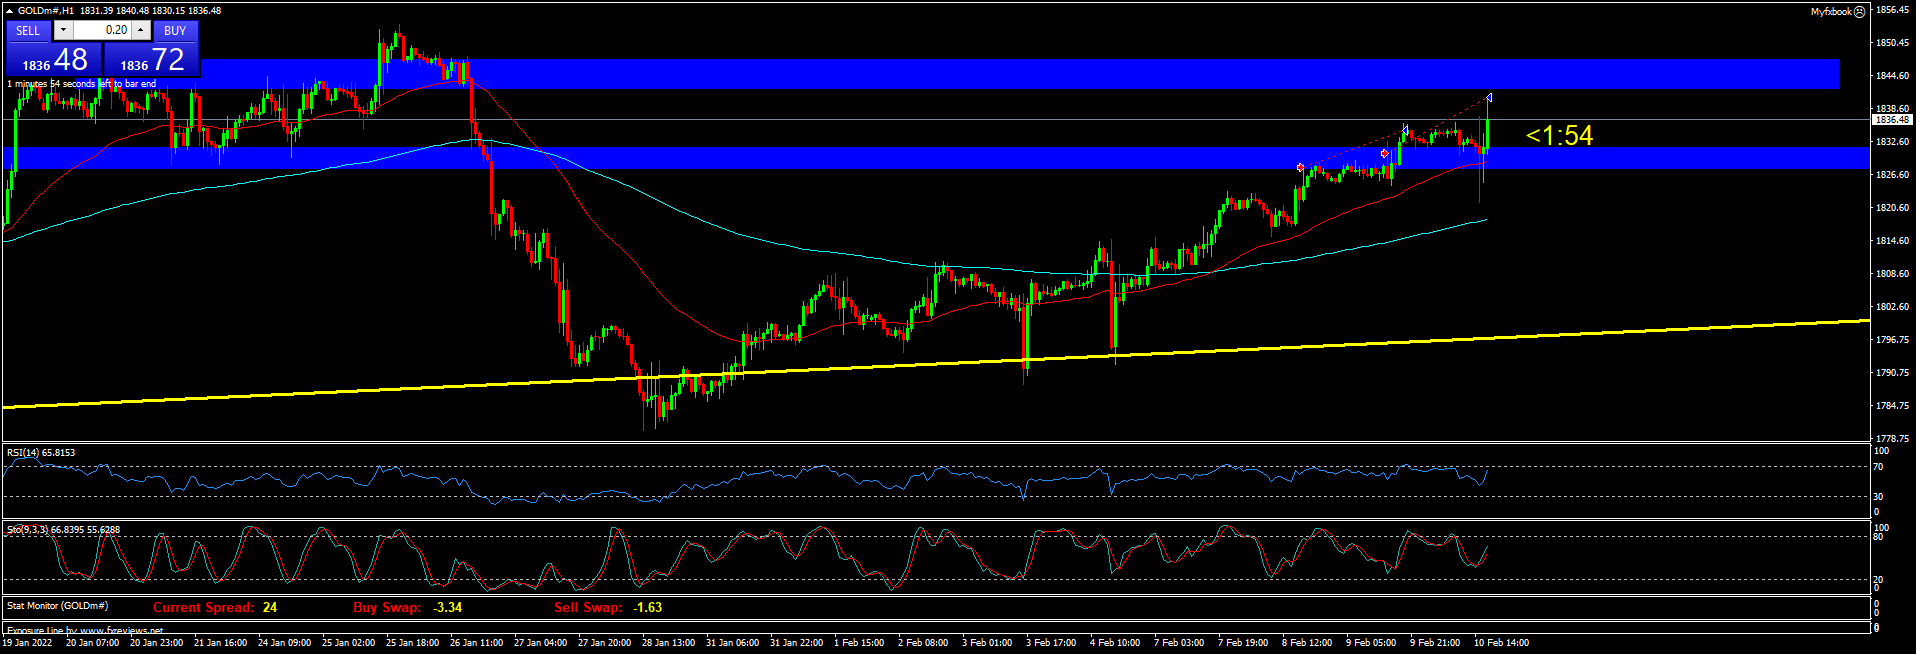 GOLDm#,H1 1831.39 1840.48 1830.15 1836.48
Myfxbook
SELL 0.20 BUY
1836 48 1836 72
1 minutes 54 seconds left to bar end
<1:54
1856.45
1850.45
1844.60
1838.60
1836.48
1832.60
1826.60
1820.60
1814.60
1808.60
1802.60
1796.75
1790.75
1784.75
1778.75
RSI(14) 65.8153
100
70
30
0
Sto(9,3,3) 66.8395 55.6288
100
80
20
0
Stat Monitor (GOLDm#) Current Spread: 24 Buy Swap: -3.34 Sell Swap: -1.63
0
0
Exposure Line by www.fxreviews.net
0
0
19 Jan 2022 20 Jan 07:00 20 Jan 23:00 21 Jan 16:00 24 Jan 09:00 25 Jan 02:00 25 Jan 18:00 26 Jan 11:00 27 Jan 04:00 27 Jan 20:00 28 Jan 13:00 31 Jan 06:00 31 Jan 22:00 1 Feb 15:00 2 Feb 08:00 3 Feb 01:00 3 Feb 17:00 4 Feb 10:00 7 Feb 03:00 7 Feb 19:00 8 Feb 12:00 9 Feb 05:00 9 Feb 21:00 10 Feb 14:00